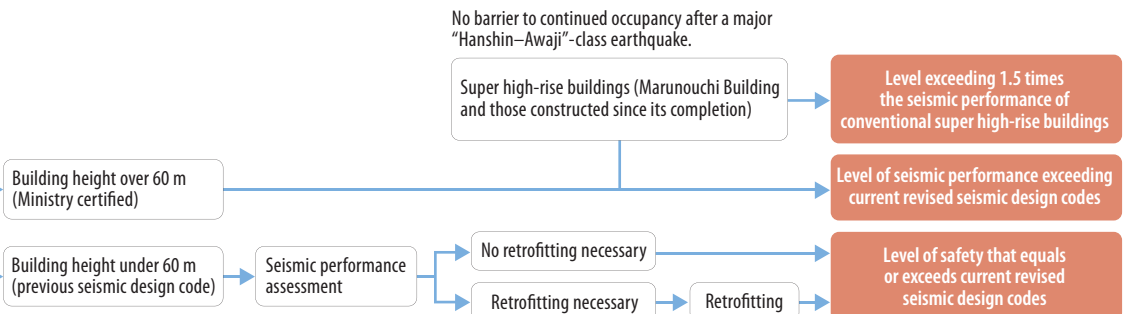 No barrier to continued occupancy after a major
“Hanshin–Awaji”-class earthquake.
Super high-rise buildings (Marunouchi Building
and those constructed since its completion)
Level exceeding 1.5 times
the seismic performance of
conventional super high-rise buildings
Building height over 60 m
(Ministry certified)
Level of seismic performance exceeding
current revised seismic design codes
Building height under 60 m
(previous seismic design code)
Seismic performance
assessment
No retrofitting necessary
Retrofitting necessary
Retrofitting
Level of safety that equals
or exceeds current revised
seismic design codes